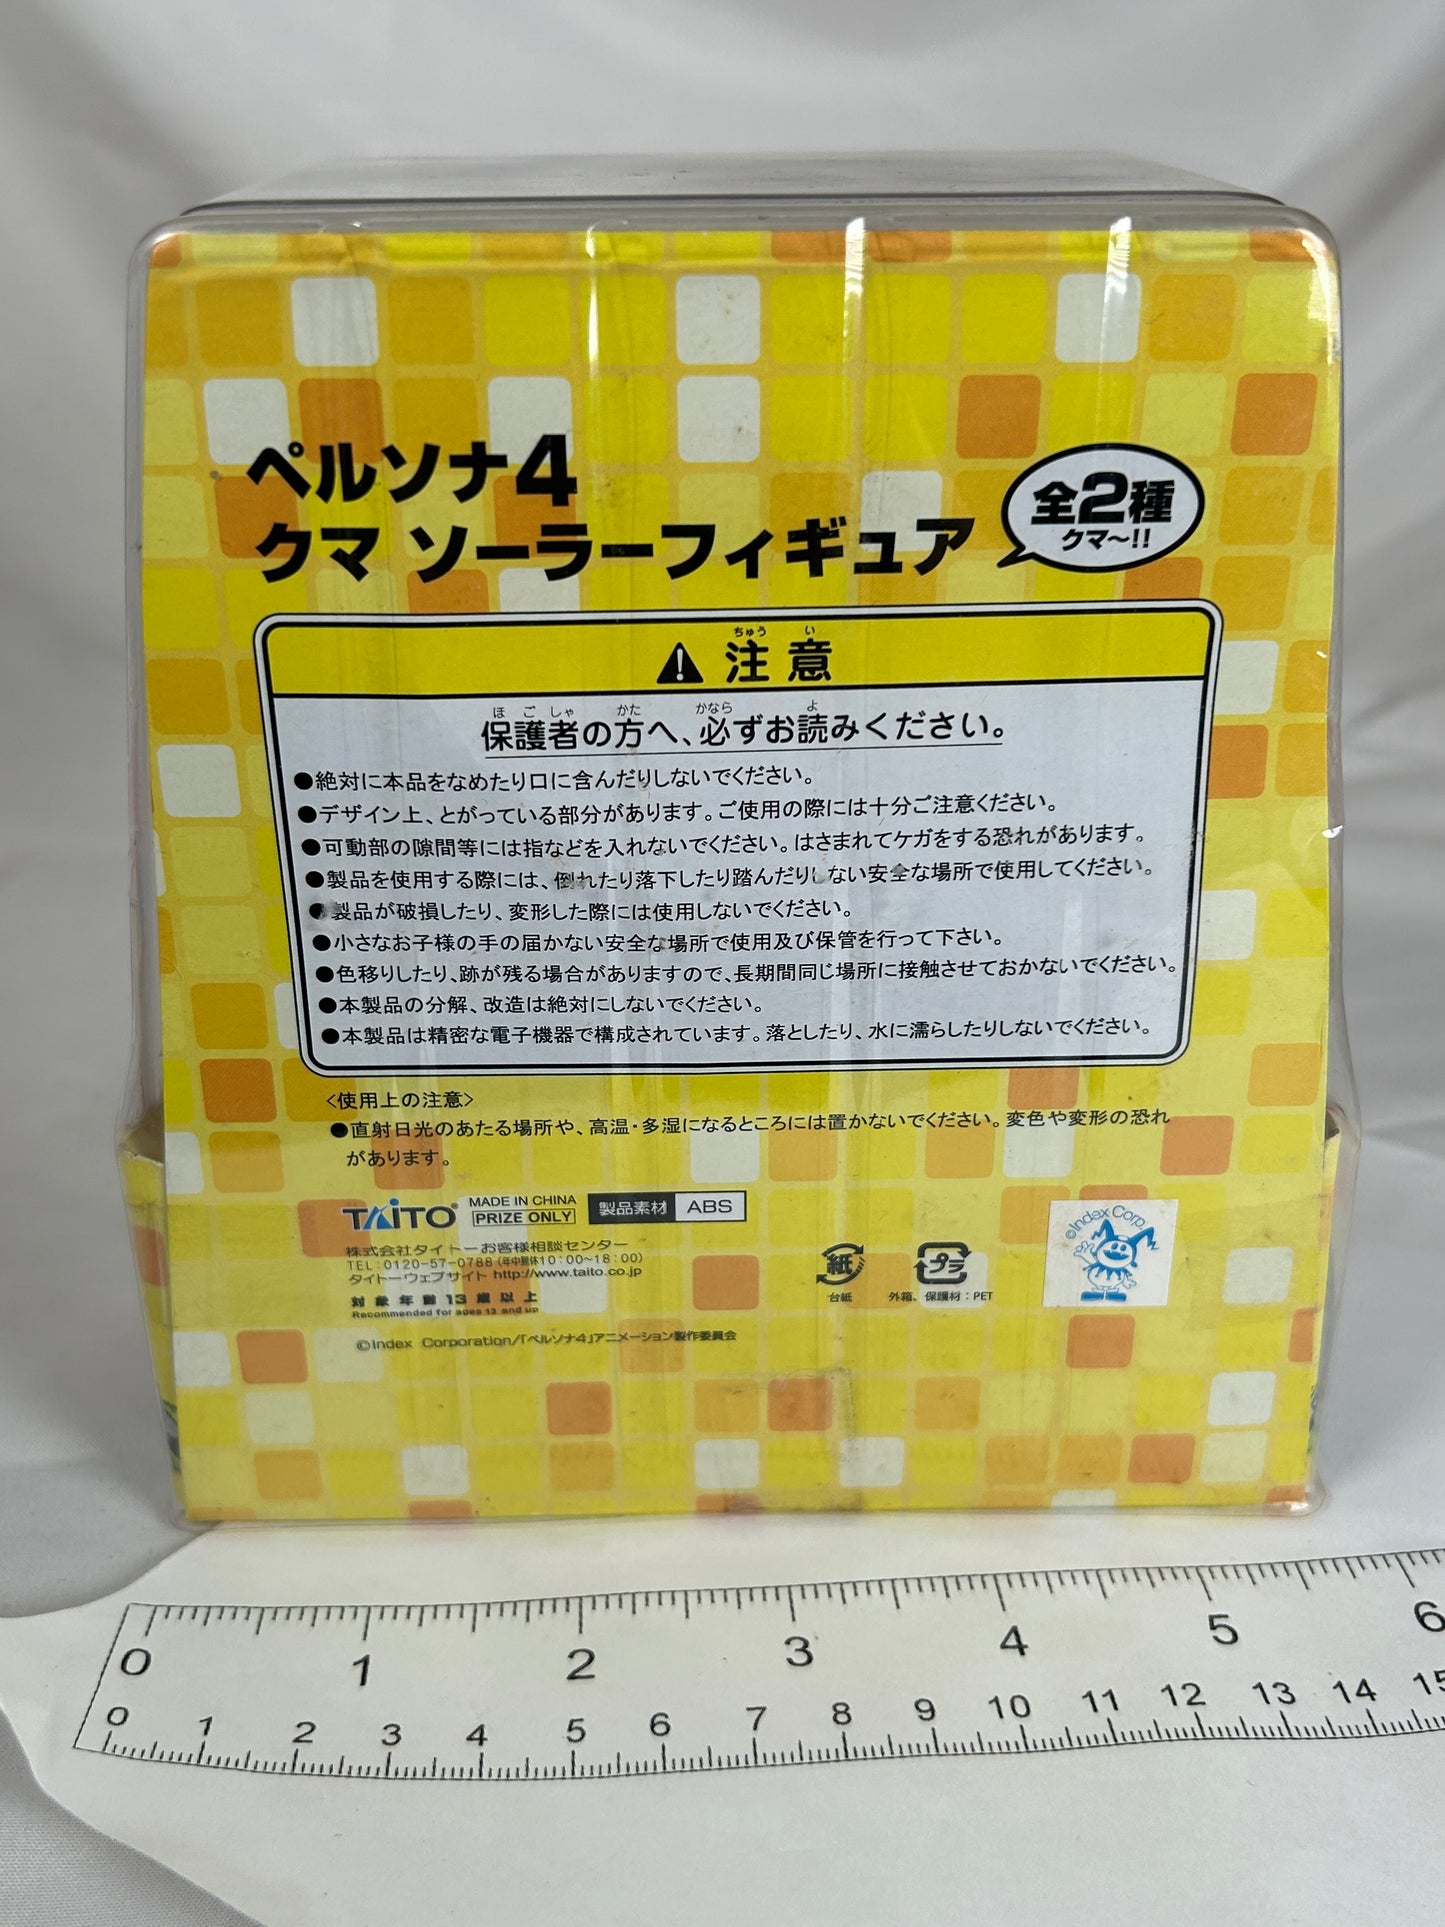 ペルソナ4
クマ ソーラーフィギュア
全2種
クマ～!!
ちゅう い
注意
ほ ご しゃ かた かなら よ
保護者の方へ、必ずお読みください。
●絶対に本品をなめたり口に含んだりしないでください。
●デザイン上、とがっている部分があります。ご使用の際には十分ご注意ください。
●可動部の隙間等には指などを入れないでください。はさまれてケガをする恐れがあります。
●製品を使用する際には、倒れたり落下したり踏んだりしない安全な場所で使用してください。
●製品が破損したり、変形した際には使用しないでください。
●小さなお子様の手の届かない安全な場所で使用及び保管を行って下さい。
●色移りしたり、跡が残る場合がありますので、長期間同じ場所に接触させておかないでください。
●本製品の分解、改造は絶対にしないでください。
●本製品は精密な電子機器で構成されています。落としたり、水に濡らしたりしないでください。
<使用上の注意>
●直射日光のあたる場所や、高温・多湿になるところには置かないでください。変色や変形の恐れ
があります。
TAITO® MADE IN CHINA
PRIZE ONLY
製品素材 ABS
株式会社タイトーお客様相談センター
TEL:0120-57-0788(年中無休10:00～18:00)
タイトーウェブサイト http://www.taito.co.jp
対象年齢13歳以上
Recommended for ages 13 and up
©Index Corporation/「ペルソナ4」アニメーション製作委員会
紙
台紙
プラ
外箱、保護材:PET
©Index Corp.
0 1 2 3 4 5 6
0 1 2 3 4 5 6 7 8 9 10 11 12 13 14 15